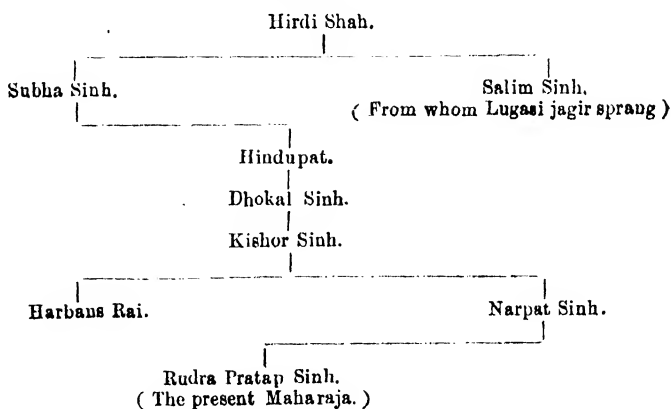 Hirdi Shah.
Subha Sinh.
Salim Sinh.
( From whom Lugasi jagir sprang )
Hindupat.
Dhokal Sinh.
Kishor Sinh.
Harbans Rai.
Narpat Sinh.
Rudra Pratap Sinh.
( The present Maharaja. )